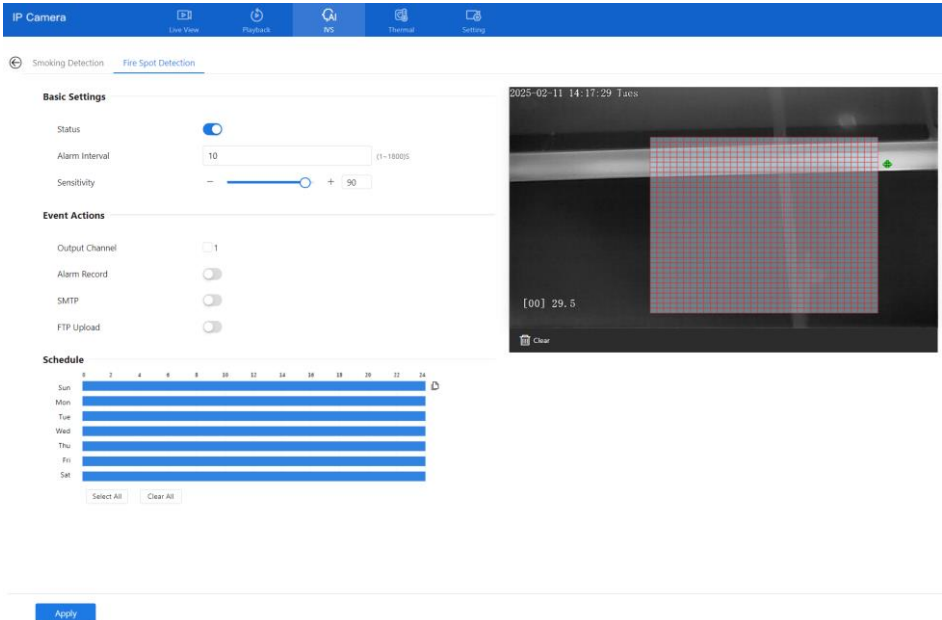 IP Camera
Live View
Playback
IVS
Thermal
Setting
Smoking Detection
Fire Spot Detection
Basic Settings
Status
Alarm Interval
10
(1~1800)S
Sensitivity
− + 90
Event Actions
Output Channel
1
Alarm Record
SMTP
FTP Upload
Schedule
0 2 4 6 8 10 12 14 16 18 20 22 24
Sun
Mon
Tue
Wed
Thu
Fri
Sat
Select All
Clear All
Apply
2025-02-11 14:17:29 Tues
[00] 29.5
Clear